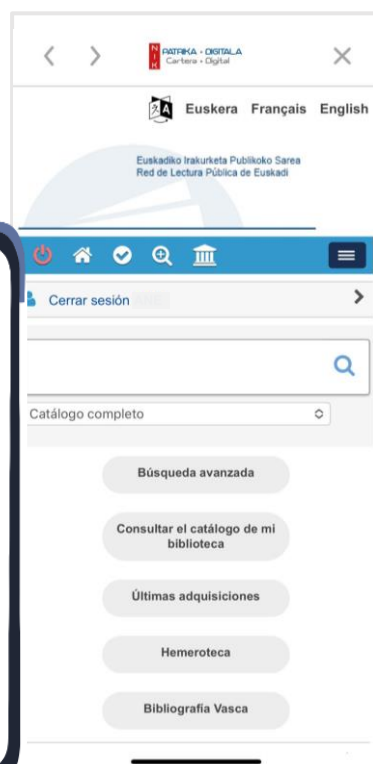 NIK PATRIKA • DIGITALA
Cartera • Digital
Euskera Français English
Euskadiko Irakurketa Publikoko Sarea
Red de Lectura Pública de Euskadi
Cerrar sesión
Catálogo completo
Búsqueda avanzada
Consultar el catálogo de mi
biblioteca
Últimas adquisiciones
Hemeroteca
Bibliografía Vasca